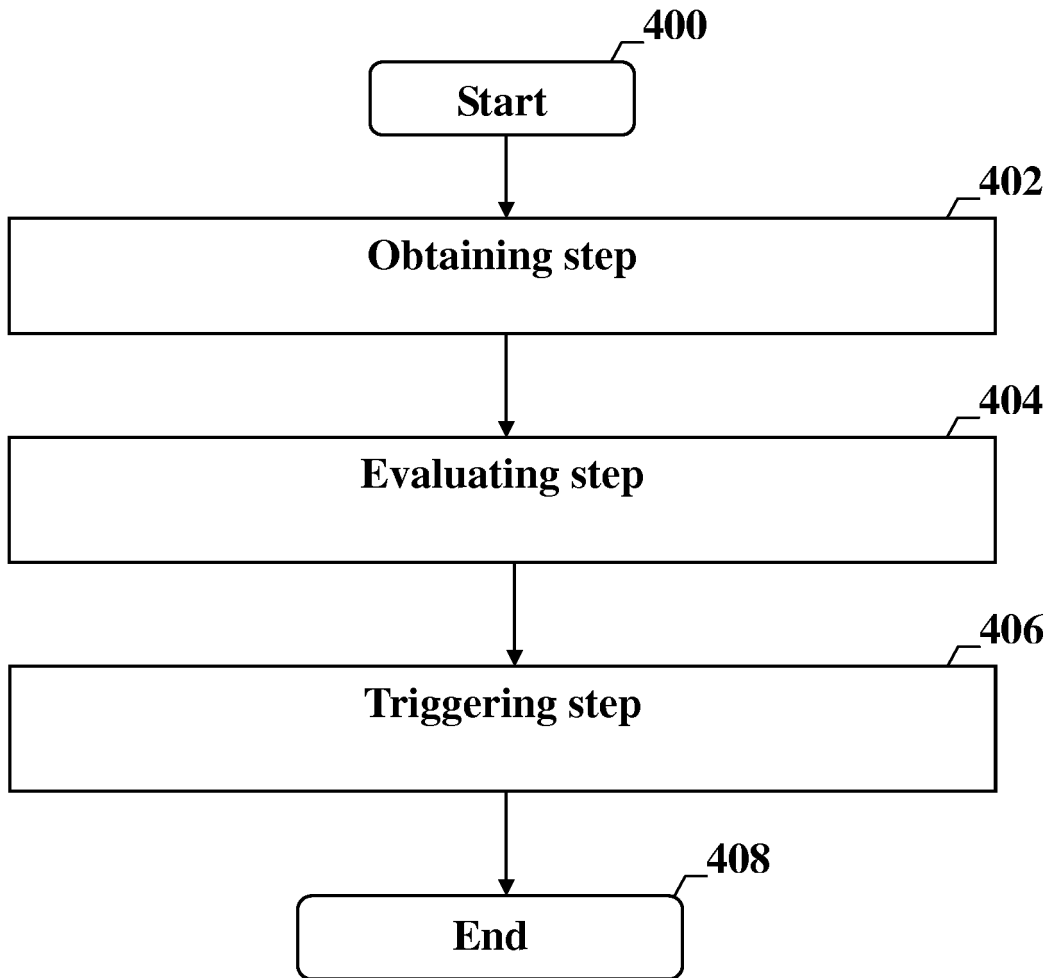 400
Start
402
Obtaining step
404
Evaluating step
406
Triggering step
408
End